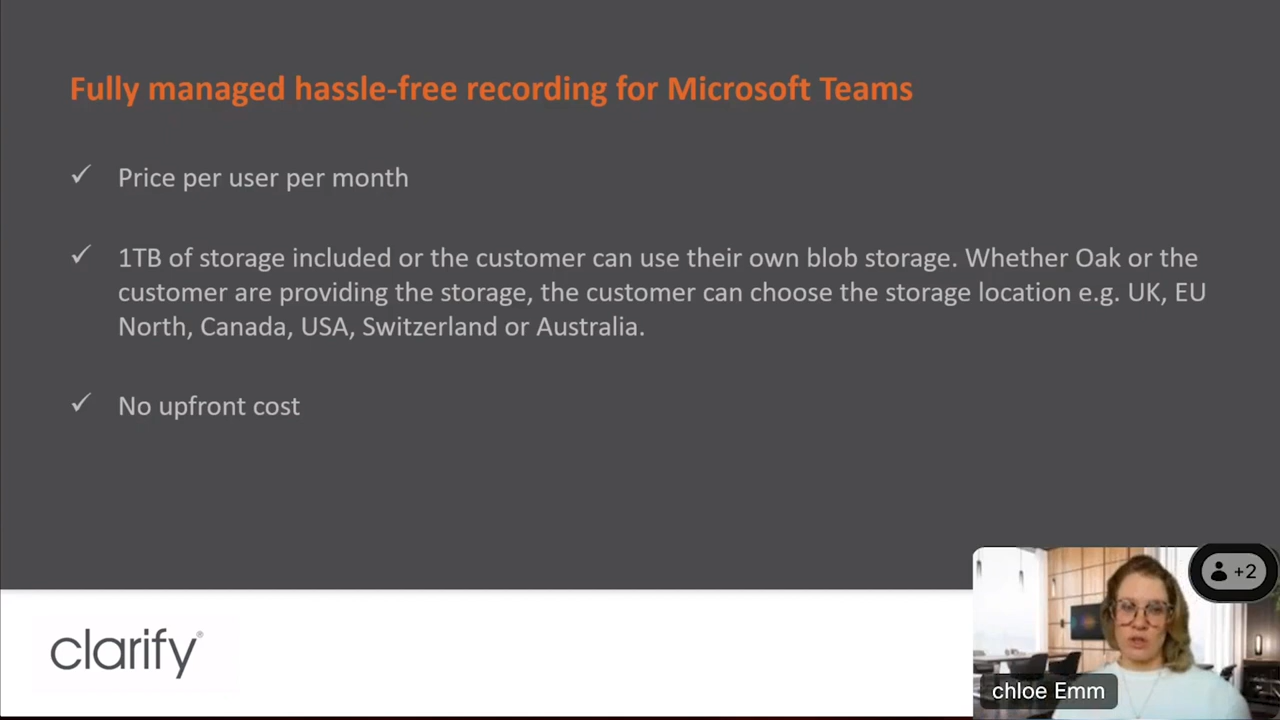 Fully managed hassle-free recording for Microsoft Teams
✓ Price per user per month
✓ 1TB of storage included or the customer can use their own blob storage. Whether Oak or the
customer are providing the storage, the customer can choose the storage location e.g. UK, EU
North, Canada, USA, Switzerland or Australia.
✓ No upfront cost
+2
clarify®
chloe Emm